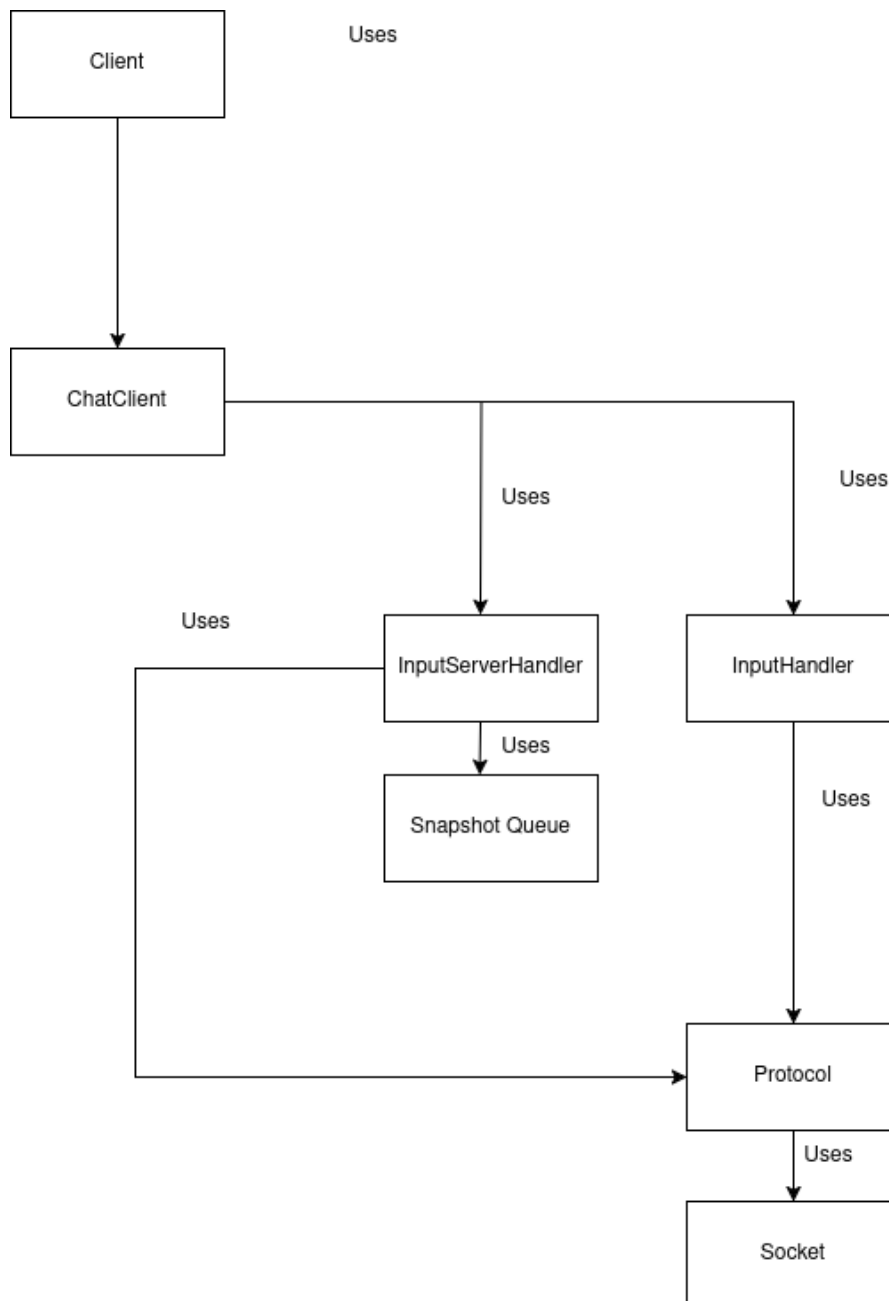 Client
Uses
ChatClient
Uses
Uses
Uses
InputServerHandler
InputHandler
Uses
Snapshot Queue
Uses
Protocol
Uses
Socket